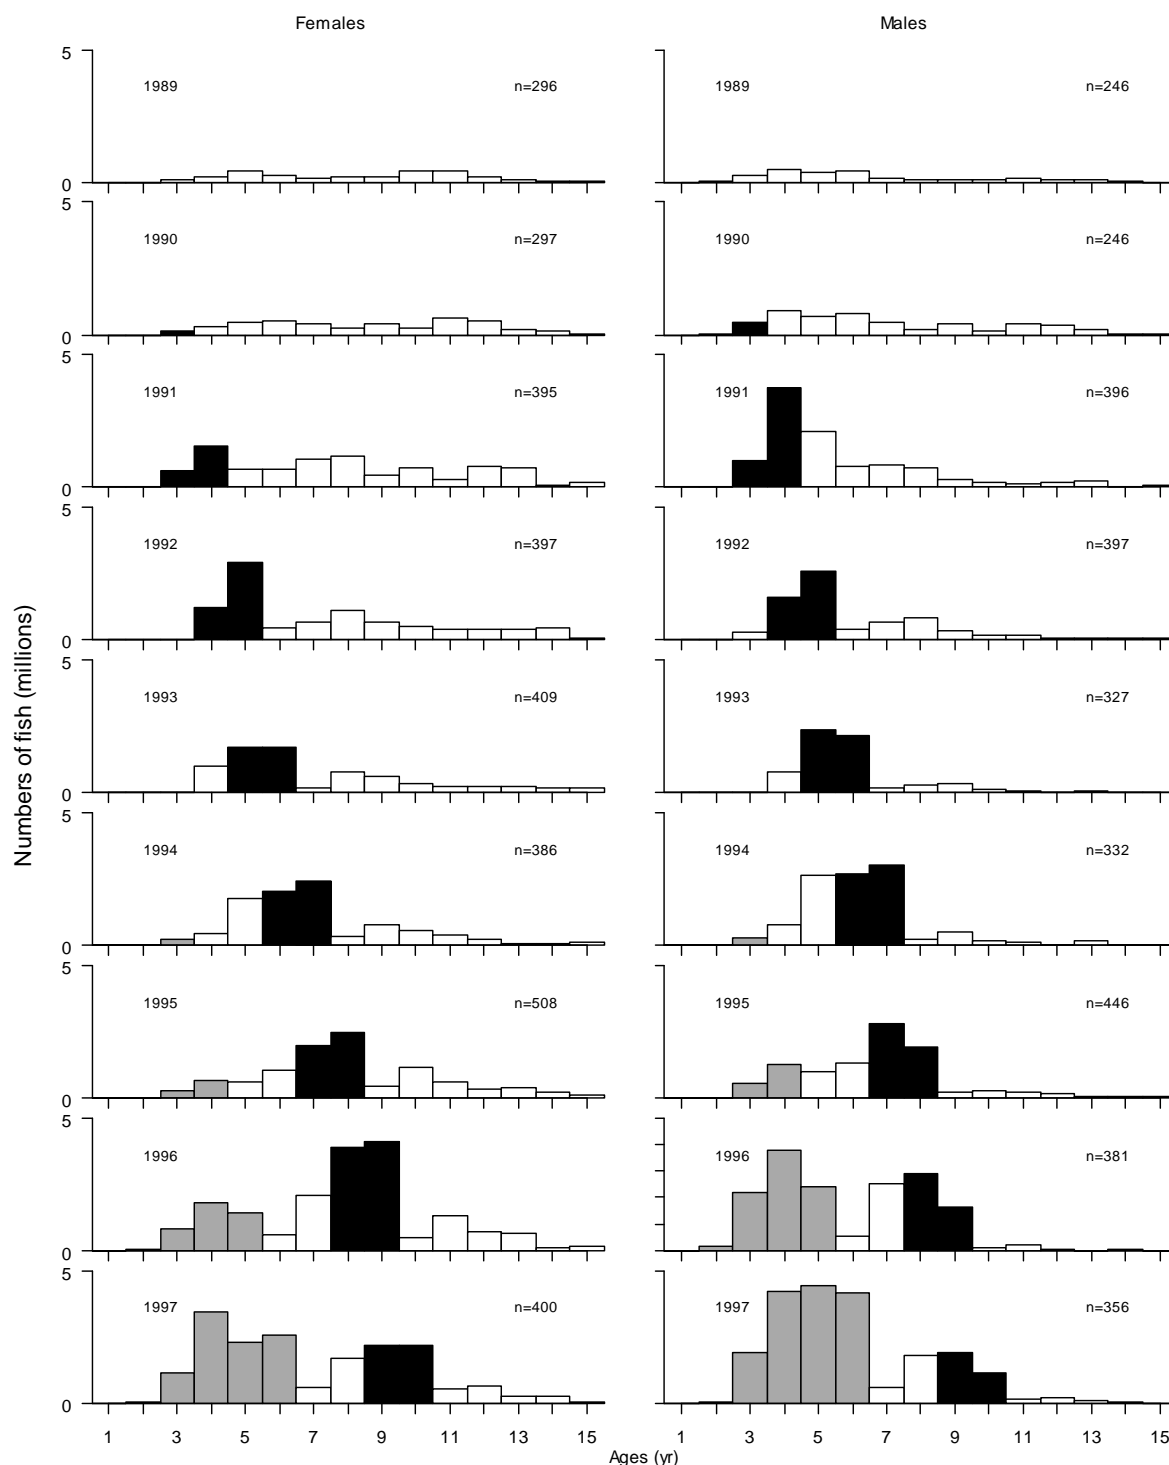 Females Males
5
1989 n=296 1989 n=246
0
5
1990 n=297 1990 n=246
0
5
1991 n=395 1991 n=396
0
5
1992 n=397 1992 n=397
0
5
1993 n=409 1993 n=327
0
5
1994 n=386 1994 n=332
0
5
1995 n=508 1995 n=446
0
5
1996 n=381
1996
0
5
1997 n=400 1997 n=356
0
1 3 5 7 9 11 13 15 1 3 5 7 9 11 13 15
Ages (yr)
Numbers of fish (millions)